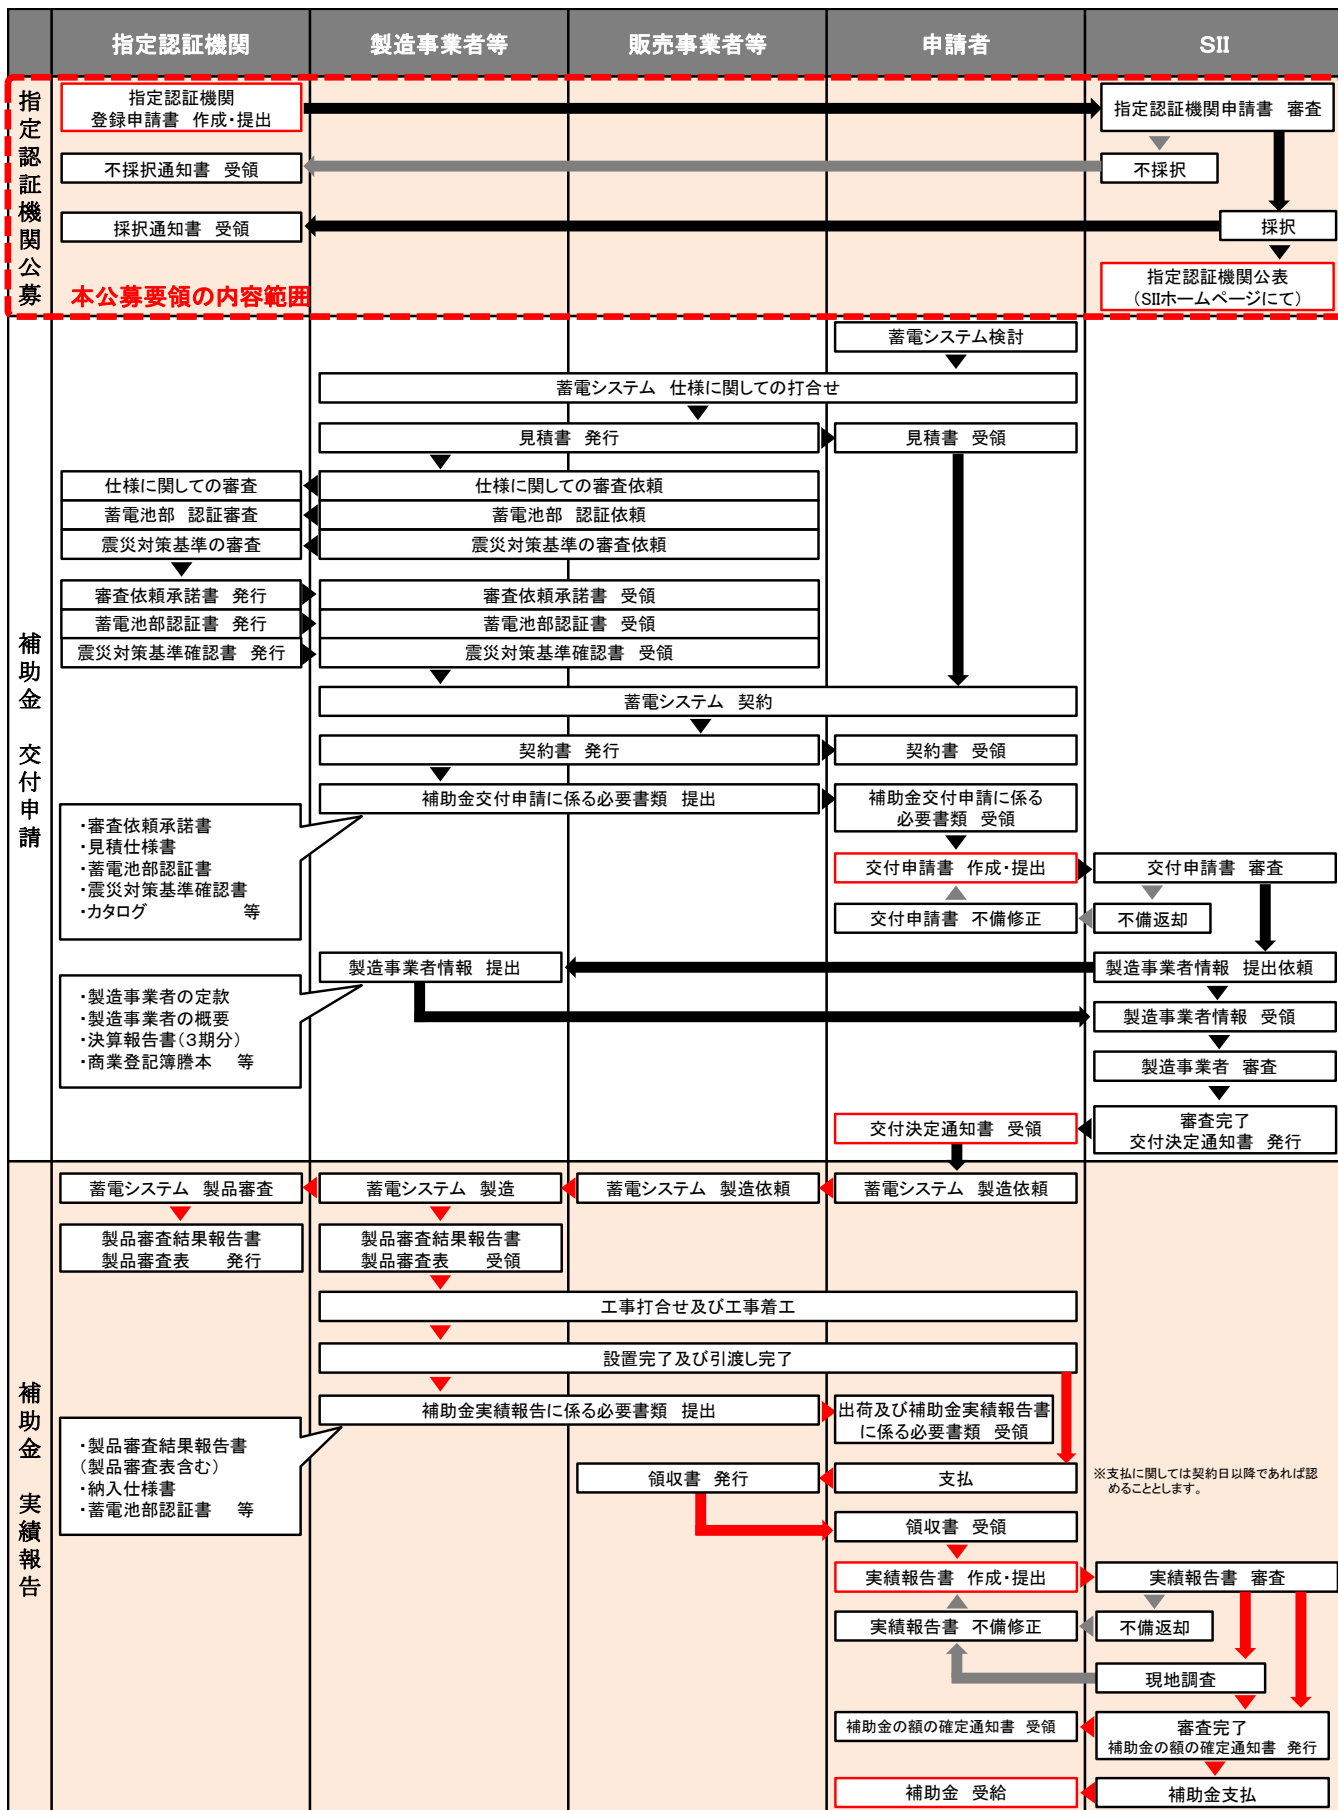 指定認証機関
製造事業者等
販売事業者等
申請者
SII
指定認証機関公募
指定認証機関
登録申請書 作成・提出
指定認証機関申請書 審査
不採択通知書 受領
不採択
採択通知書 受領
採択
本公募要領の内容範囲
指定認証機関公表
(SIIホームページにて)
補助金 交付申請
蓄電システム検討
蓄電システム 仕様に関しての打合せ
見積書 発行
見積書 受領
仕様に関しての審査
仕様に関しての審査依頼
蓄電池部 認証審査
蓄電池部 認証依頼
震災対策基準の審査
震災対策基準の審査依頼
審査依頼承諾書 発行
審査依頼承諾書 受領
蓄電池部認証書 発行
蓄電池部認証書 受領
震災対策基準確認書 発行
震災対策基準確認書 受領
蓄電システム 契約
契約書 発行
契約書 受領
補助金交付申請に係る必要書類 提出
補助金交付申請に係る
必要書類 受領
・審査依頼承諾書
・見積仕様書
・蓄電池部認証書
・震災対策基準確認書
・カタログ 等
交付申請書 作成・提出
交付申請書 審査
交付申請書 不備修正
不備返却
製造事業者情報 提出
製造事業者情報 提出依頼
・製造事業者の定款
・製造事業者の概要
・決算報告書(3期分)
・商業登記簿謄本 等
製造事業者情報 受領
製造事業者 審査
交付決定通知書 受領
審査完了
交付決定通知書 発行
補助金 実績報告
蓄電システム 製品審査
蓄電システム 製造
蓄電システム 製造依頼
蓄電システム 製造依頼
製品審査結果報告書
製品審査表 発行
製品審査結果報告書
製品審査表 受領
工事打合せ及び工事着工
設置完了及び引渡し完了
補助金実績報告に係る必要書類 提出
出荷及び補助金実績報告書
に係る必要書類 受領
・製品審査結果報告書
(製品審査表含む)
・納入仕様書
・蓄電池部認証書 等
領収書 発行
支払
※支払に関しては契約日以降であれば認
めることとします。
領収書 受領
実績報告書 作成・提出
実績報告書 審査
実績報告書 不備修正
不備返却
現地調査
補助金の額の確定通知書 受領
審査完了
補助金の額の確定通知書 発行
補助金 受給
補助金支払